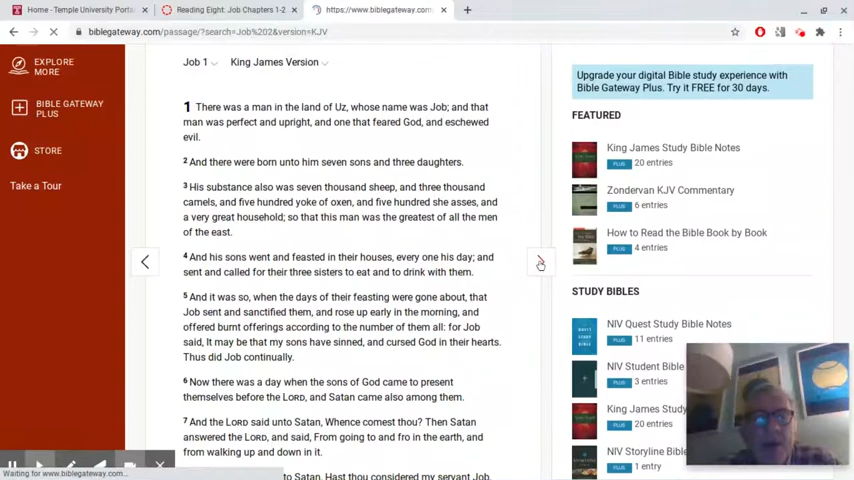 Home - Temple University Porta
Reading Eight: Job Chapters 1-2
https://www.biblegateway.com/
biblegateway.com/passage/?search=Job%202&version=KJV
EXPLORE
MORE
BIBLE GATEWAY
PLUS
STORE
Take a Tour
Job 1
King James Version
1 There was a man in the land of Uz, whose name was Job; and that
man was perfect and upright, and one that feared God, and eschewed
evil.
2 And there were born unto him seven sons and three daughters.
3 His substance also was seven thousand sheep, and three thousand
camels, and five hundred yoke of oxen, and five hundred she asses, and
a very great household; so that this man was the greatest of all the men
of the east.
4 And his sons went and feasted in their houses, every one his day; and
sent and called for their three sisters to eat and to drink with them.
5 And it was so, when the days of their feasting were gone about, that
Job sent and sanctified them, and rose up early in the morning, and
offered burnt offerings according to the number of them all: for Job
said, It may be that my sons have sinned, and cursed God in their hearts.
Thus did Job continually.
6 Now there was a day when the sons of God came to present
themselves before the LORD, and Satan came also among them.
7 And the LORD said unto Satan, Whence comest thou? Then Satan
answered the LORD, and said, From going to and fro in the earth, and
from walking up and down in it.
to Satan, Hast thou considered my servant Job,
Waiting for www.biblegateway.com...
Upgrade your digital Bible study experience with
Bible Gateway Plus. Try it FREE for 30 days.
FEATURED
King James Study Bible Notes
PLUS 20 entries
Zondervan KJV Commentary
PLUS 6 entries
How to Read the Bible Book by Book
PLUS 4 entries
STUDY BIBLES
NIV Quest Study Bible Notes
PLUS 11 entries
NIV Student Bible
PLUS 3 entries
King James Study
PLUS 20 entries
NIV Storyline Bibl
PLUS 1 entry